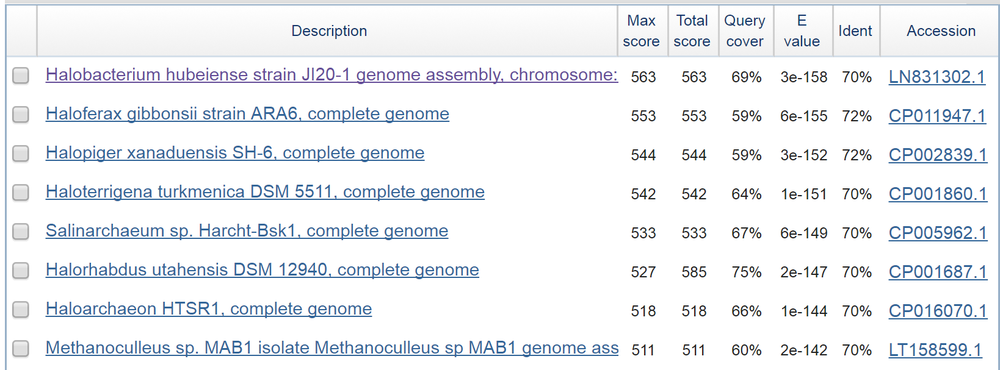 Description Max score Total score Query cover E value Ident Accession
Halobacterium hubeiense strain JI20-1 genome assembly, chromosome: 563 563 69% 3e-158 70% LN831302.1
Haloferax gibbonsii strain ARA6, complete genome 553 553 59% 6e-155 72% CP011947.1
Halopiger xanaduensis SH-6, complete genome 544 544 59% 3e-152 72% CP002839.1
Haloterrigena turkmenica DSM 5511, complete genome 542 542 64% 1e-151 70% CP001860.1
Salinarchaeum sp. Harcht-Bsk1, complete genome 533 533 67% 6e-149 70% CP005962.1
Halorhabdus utahensis DSM 12940, complete genome 527 585 75% 2e-147 70% CP001687.1
Haloarchaeon HTSR1, complete genome 518 518 66% 1e-144 70% CP016070.1
Methanoculleus sp. MAB1 isolate Methanoculleus sp MAB1 genome ass 511 511 60% 2e-142 70% LT158599.1